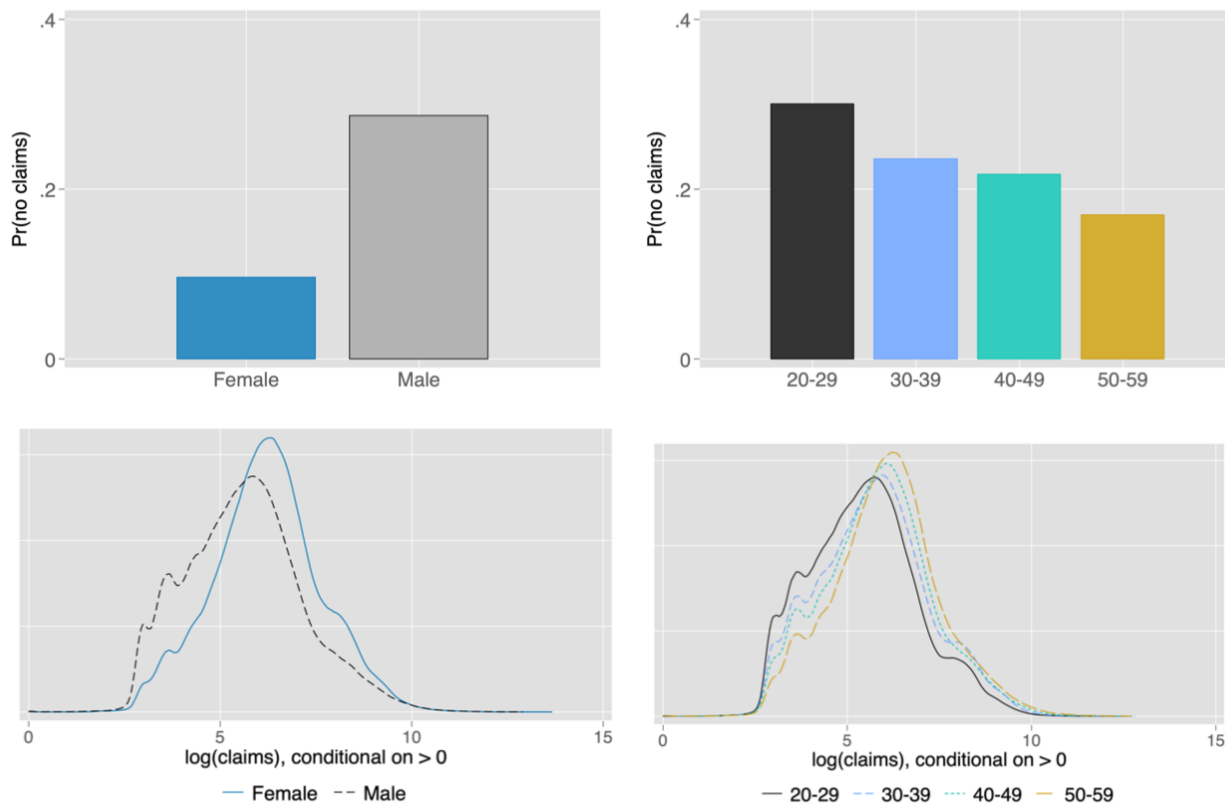 .4
.2
0
Pr(no claims)
Female Male
.4
.2
0
Pr(no claims)
20-29 30-39 40-49 50-59
0 5 10 15
log(claims), conditional on > 0
Female Male
0 5 10 15
log(claims), conditional on > 0
20-29 30-39 40-49 50-59